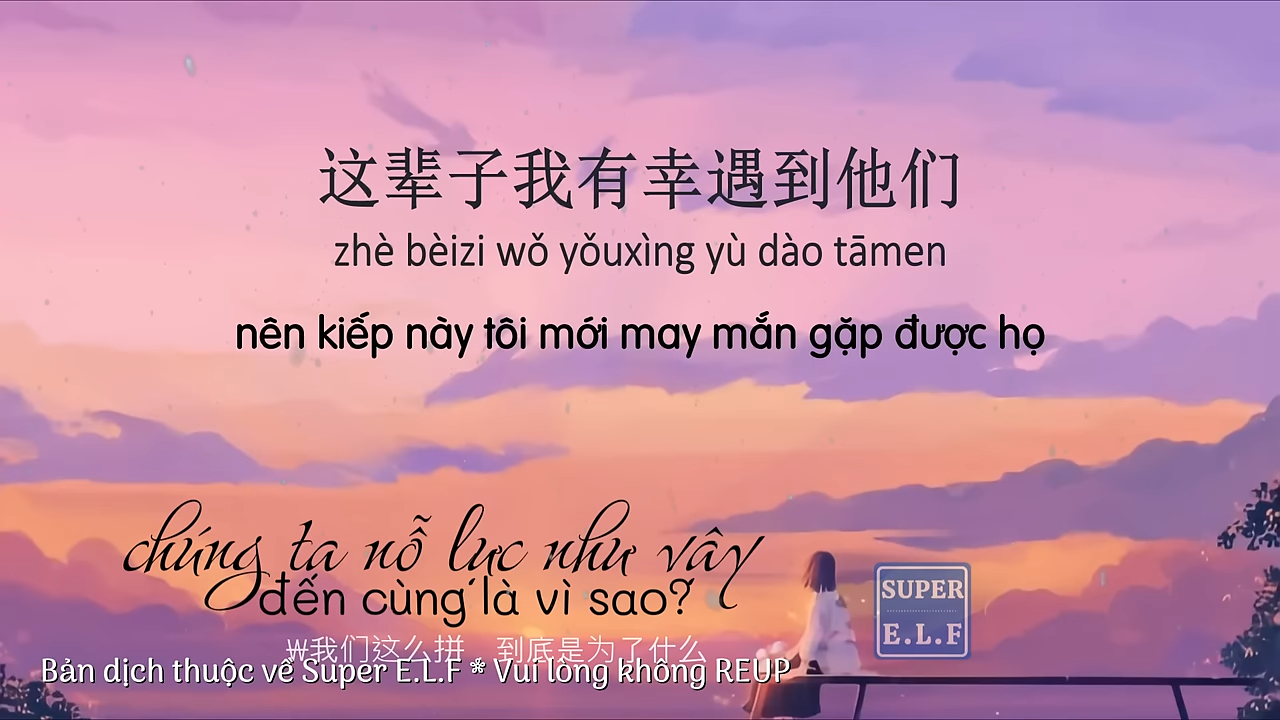 这辈子我有幸遇到他们
zhè bèizi wǒ yǒuxìng yù dào tāmen
nên kiếp này tôi mới may mắn gặp được họ
chúng ta nỗ lực như vậy
đến cùng là vì sao?
₩我们这么拼 到底是为了什么
Bản dịch thuộc về Super E.L.F * Vui lòng không REUP
SUPER
E.L.F